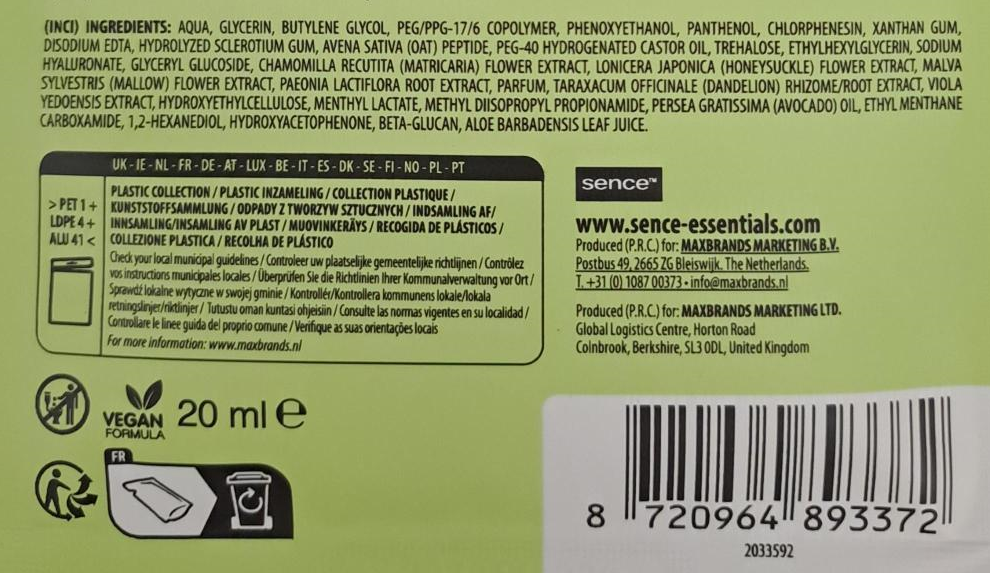 (INCI) INGREDIENTS: AQUA, GLYCERIN, BUTYLENE GLYCOL, PEG/PPG-17/6 COPOLYMER, PHENOXYETHANOL, PANTHENOL, CHLORPHENESIN, XANTHAN GUM,
DISODIUM EDTA, HYDROLYZED SCLEROTIUM GUM, AVENA SATIVA (OAT) PEPTIDE, PEG-40 HYDROGENATED CASTOR OIL, TREHALOSE, ETHYLHEXYLGLYCERIN, SODIUM
HYALURONATE, GLYCERYL GLUCOSIDE, CHAMOMILLA RECUTITA (MATRICARIA) FLOWER EXTRACT, LONICERA JAPONICA (HONEYSUCKLE) FLOWER EXTRACT, MALVA
SYLVESTRIS (MALLOW) FLOWER EXTRACT, PAEONIA LACTIFLORA ROOT EXTRACT, PARFUM, TARAXACUM OFFICINALE (DANDELION) RHIZOME/ROOT EXTRACT, VIOLA
YEDOENSIS EXTRACT, HYDROXYETHYLCELLULOSE, MENTHYL LACTATE, METHYL DIISOPROPYL PROPIONAMIDE, PERSEA GRATISSIMA (AVOCADO) OIL, ETHYL MENTHANE
CARBOXAMIDE, 1,2-HEXANEDIOL, HYDROXYACETOPHENONE, BETA-GLUCAN, ALOE BARBADENSIS LEAF JUICE.
UK - IE - NL - FR - DE - AT - LUX - BE - IT - ES - DK - SE - FI - NO - PL - PT
> PET 1 +
LDPE 4 +
ALU 41 <
PLASTIC COLLECTION / PLASTIC INZAMELING / COLLECTION PLASTIQUE /
KUNSTSTOFFSAMMLUNG / ODPADY Z TWORZYW SZTUCZNYCH / INDSAMLING AF/
INNSAMLING/INSAMLING AV PLAST / MUOVINKERÄYS / RECOGIDA DE PLÁSTICOS /
COLLEZIONE PLASTICA / RECOLHA DE PLÁSTICO
Check your local municipal guidelines / Controleer uw plaatselijke gemeentelijke richtlijnen / Contrôlez
vos instructions municipales locales / Überprüfen Sie die Richtlinien Ihrer Kommunalverwaltung vor Ort /
Sprawdź lokalne wytyczne w swojej gminie / Kontrollér/Kontrollera kommunens lokale/lokala
retningslinjer/riktlinjer / Tutustu oman kuntasi ohjeisiin / Consulte las normas vigentes en su localidad /
Controllare le linee guida del proprio comune / Verifique as suas orientações locais
For more information: www.maxbrands.nl
sence™
www.sence-essentials.com
Produced (P.R.C.) for: MAXBRANDS MARKETING B.V.
Postbus 49, 2665 ZG Bleiswijk. The Netherlands.
T. +31 (0) 1087 00373 • info@maxbrands.nl
Produced (P.R.C.) for: MAXBRANDS MARKETING LTD.
Global Logistics Centre, Horton Road
Colnbrook, Berkshire, SL3 0DL, United Kingdom
VEGAN
FORMULA
20 ml e
FR
8 720964 893372
2033592